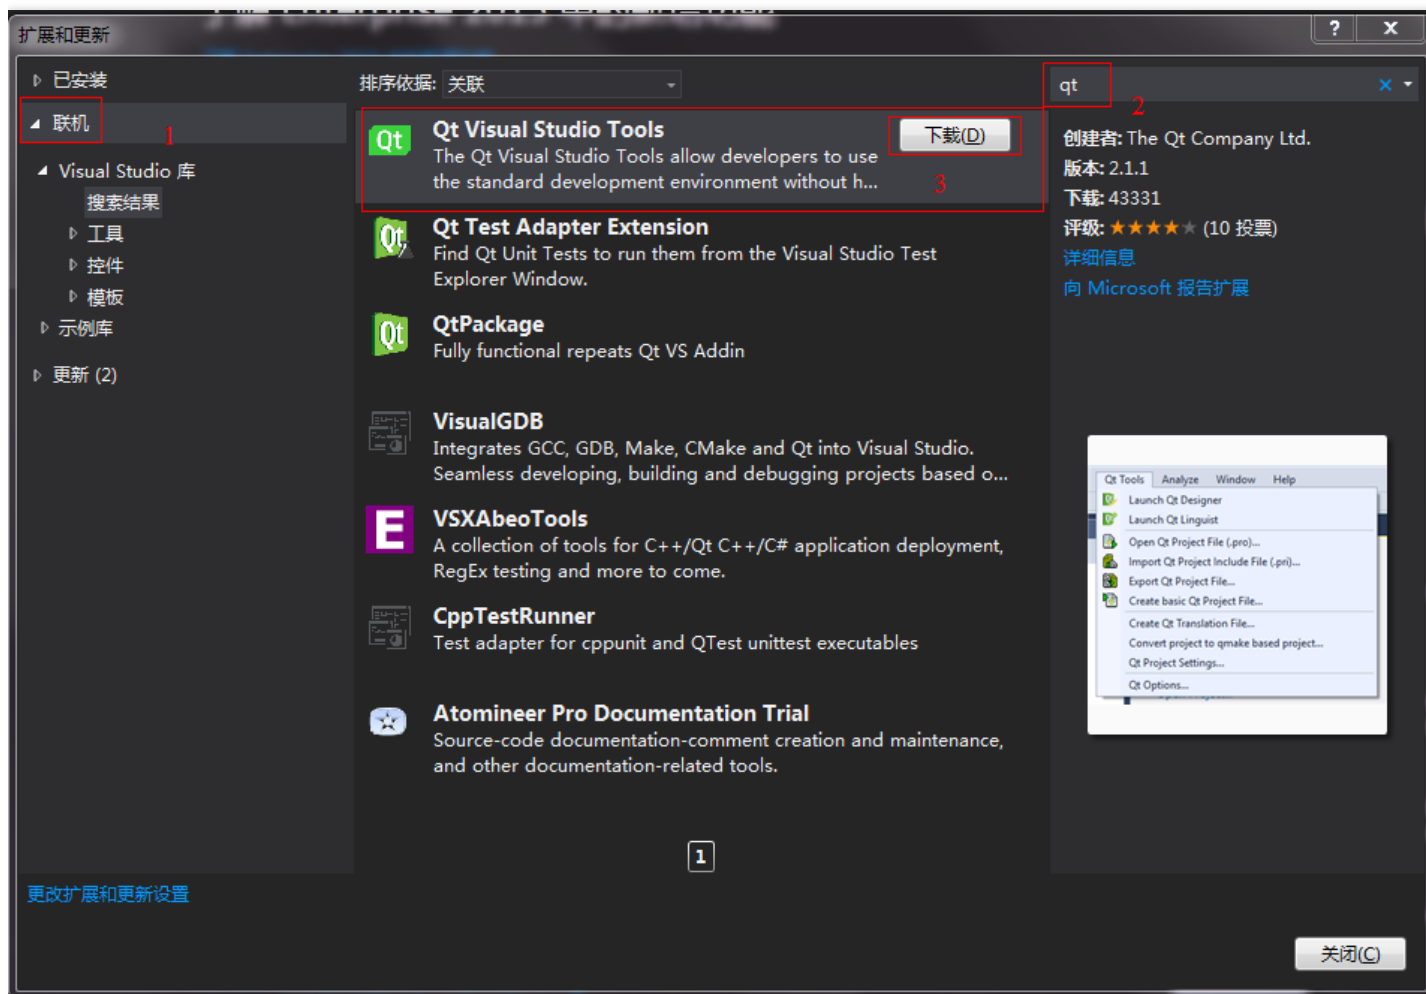 扩展和更新
?
X
已安装
联机
1
Visual Studio 库
搜索结果
工具
控件
模板
示例库
更新 (2)
排序依据: 关联
Qt Visual Studio Tools
下载(D)
The Qt Visual Studio Tools allow developers to use
the standard development environment without h...
3
Qt Test Adapter Extension
Find Qt Unit Tests to run them from the Visual Studio Test
Explorer Window.
QtPackage
Fully functional repeats Qt VS Addin
VisualGDB
Integrates GCC, GDB, Make, CMake and Qt into Visual Studio.
Seamless developing, building and debugging projects based o...
VSXAbeoTools
A collection of tools for C++/Qt C++/C# application deployment,
RegEx testing and more to come.
CppTestRunner
Test adapter for cppunit and QTest unittest executables
Atomineer Pro Documentation Trial
Source-code documentation-comment creation and maintenance,
and other documentation-related tools.
1
qt
2
创建者: The Qt Company Ltd.
版本: 2.1.1
下载: 43331
评级: ★★★★★ (10 投票)
详细信息
向 Microsoft 报告扩展
Qt Tools Analyze Window Help
Launch Qt Designer
Launch Qt Linguist
Open Qt Project File (.pro)...
Import Qt Project Include File (.pri)...
Export Qt Project File...
Create basic Qt Project File...
Create Qt Translation File...
Convert project to qmake based project...
Qt Project Settings...
Qt Options...
更改扩展和更新设置
关闭(C)